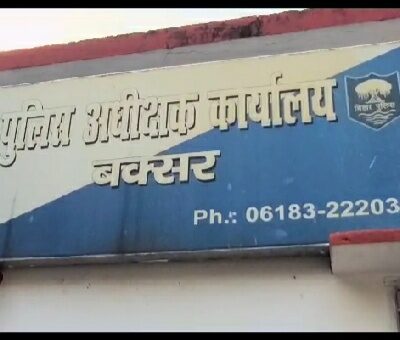 पुलिस अधीक्षक कार्यालय
बिहार पुलिस
बक्सर
Ph.: 06183-22203